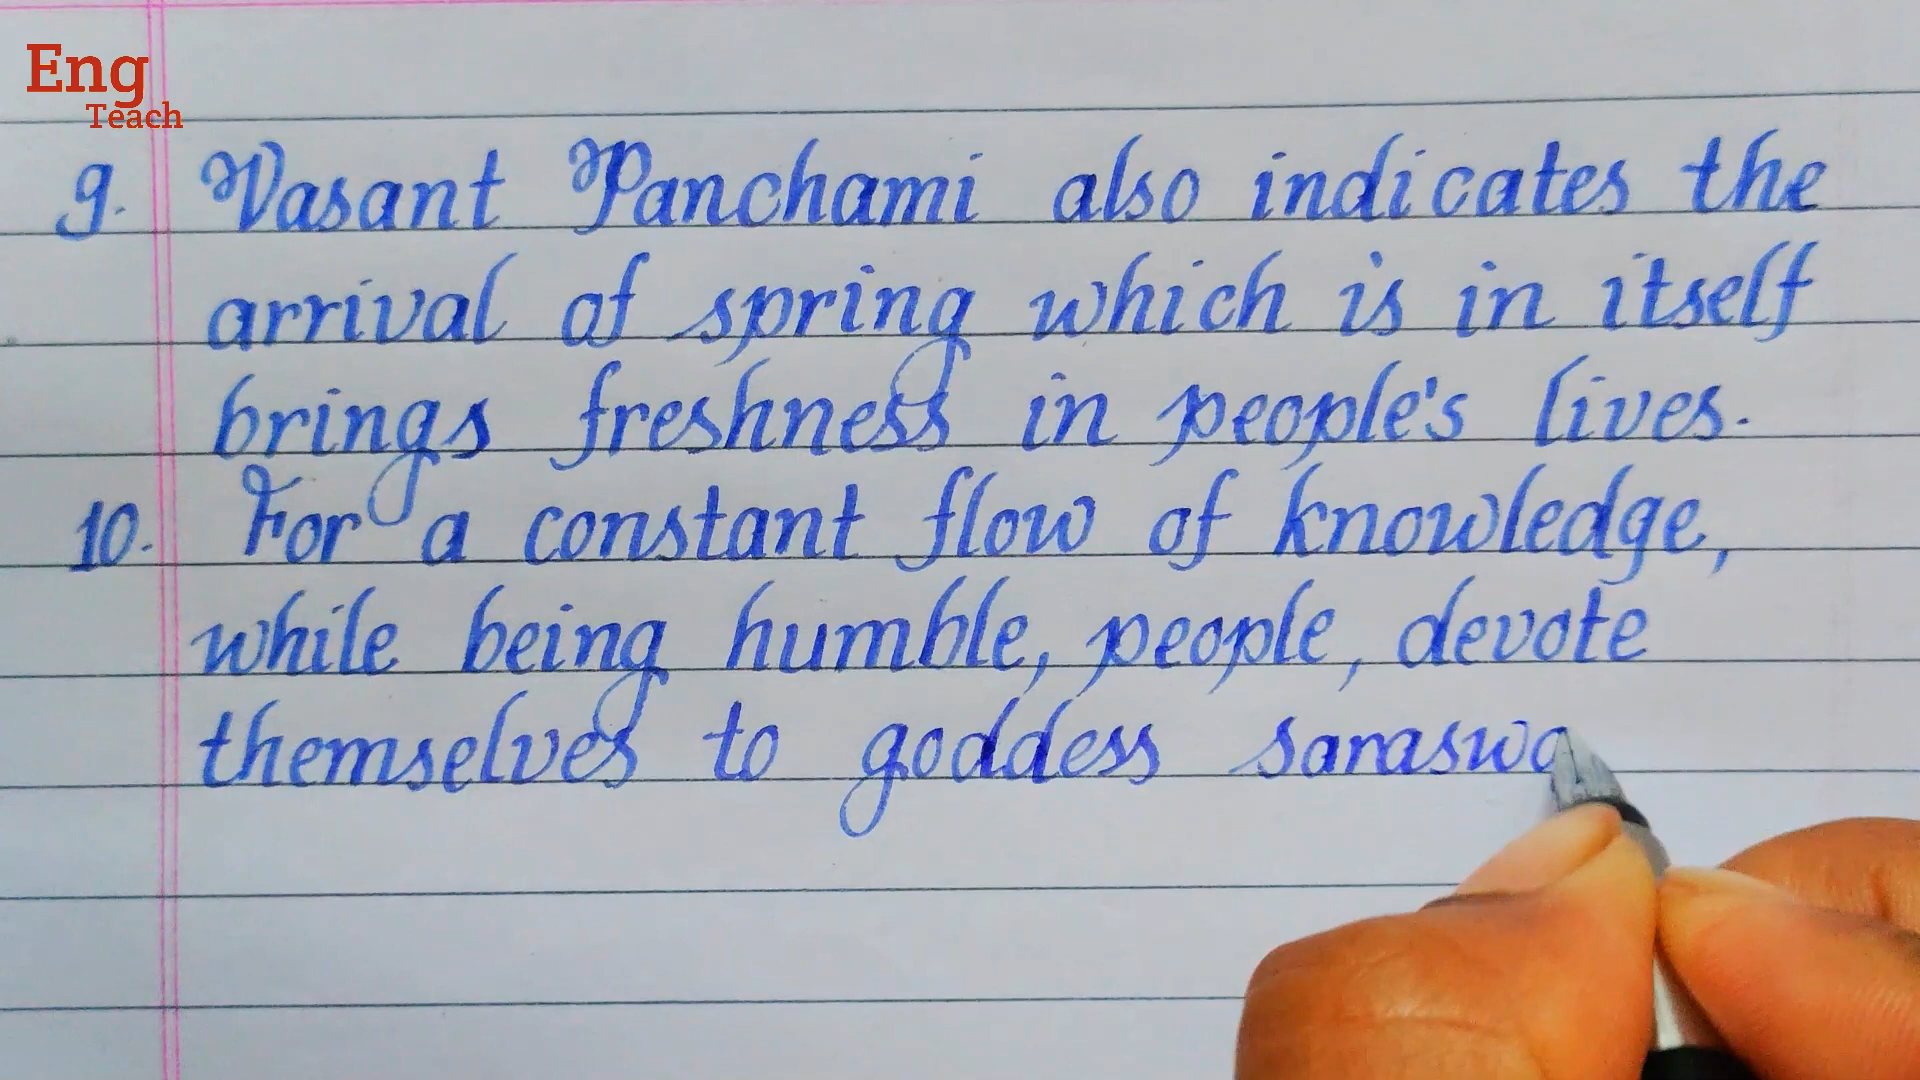 Eng
Teach
9. Vasant Panchami also indicates the
arrival of spring which is in itself
brings freshness in people's lives.
10. For a constant flow of knowledge,
while being humble, people, devote
themselves to goddess saraswa